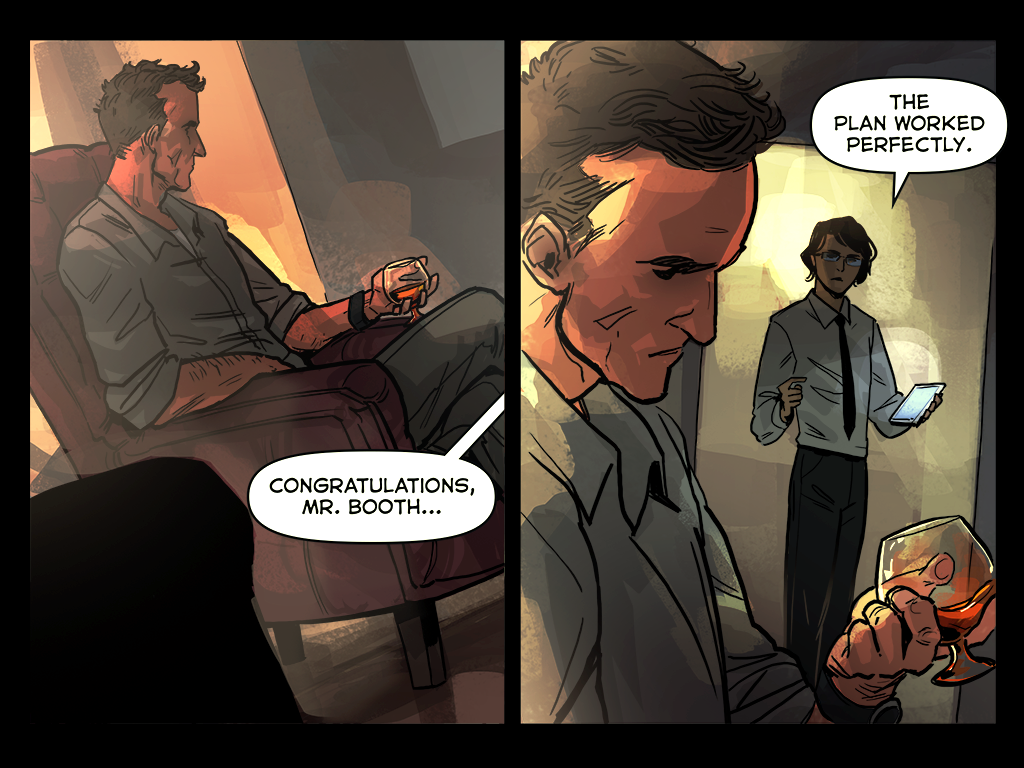 CONGRATULATIONS,
MR. BOOTH...
THE
PLAN WORKED
PERFECTLY.